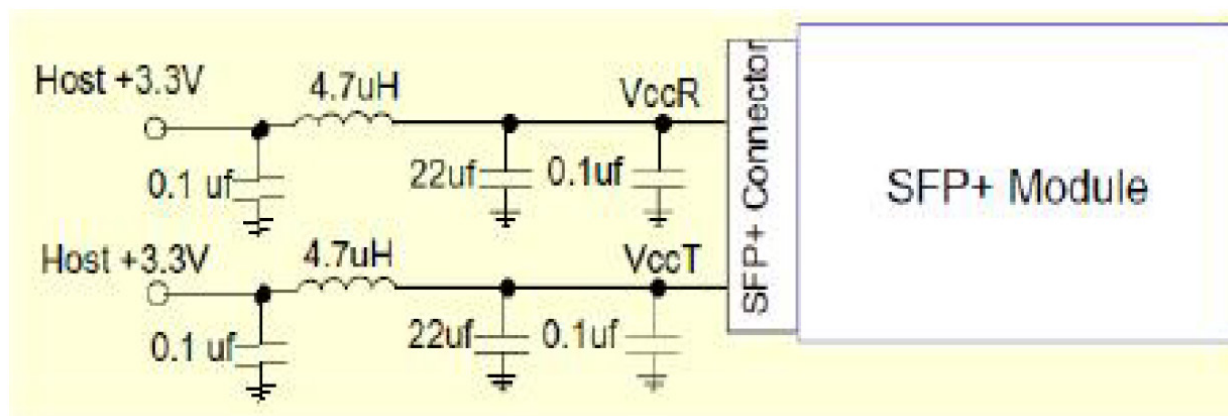 Host +3.3V
4.7uH
VccR
0.1 uf
22uf
0.1uf
Host +3.3V
4.7uH
VccT
0.1 uf
22uf
0.1uf
SFP+ Connector
SFP+ Module